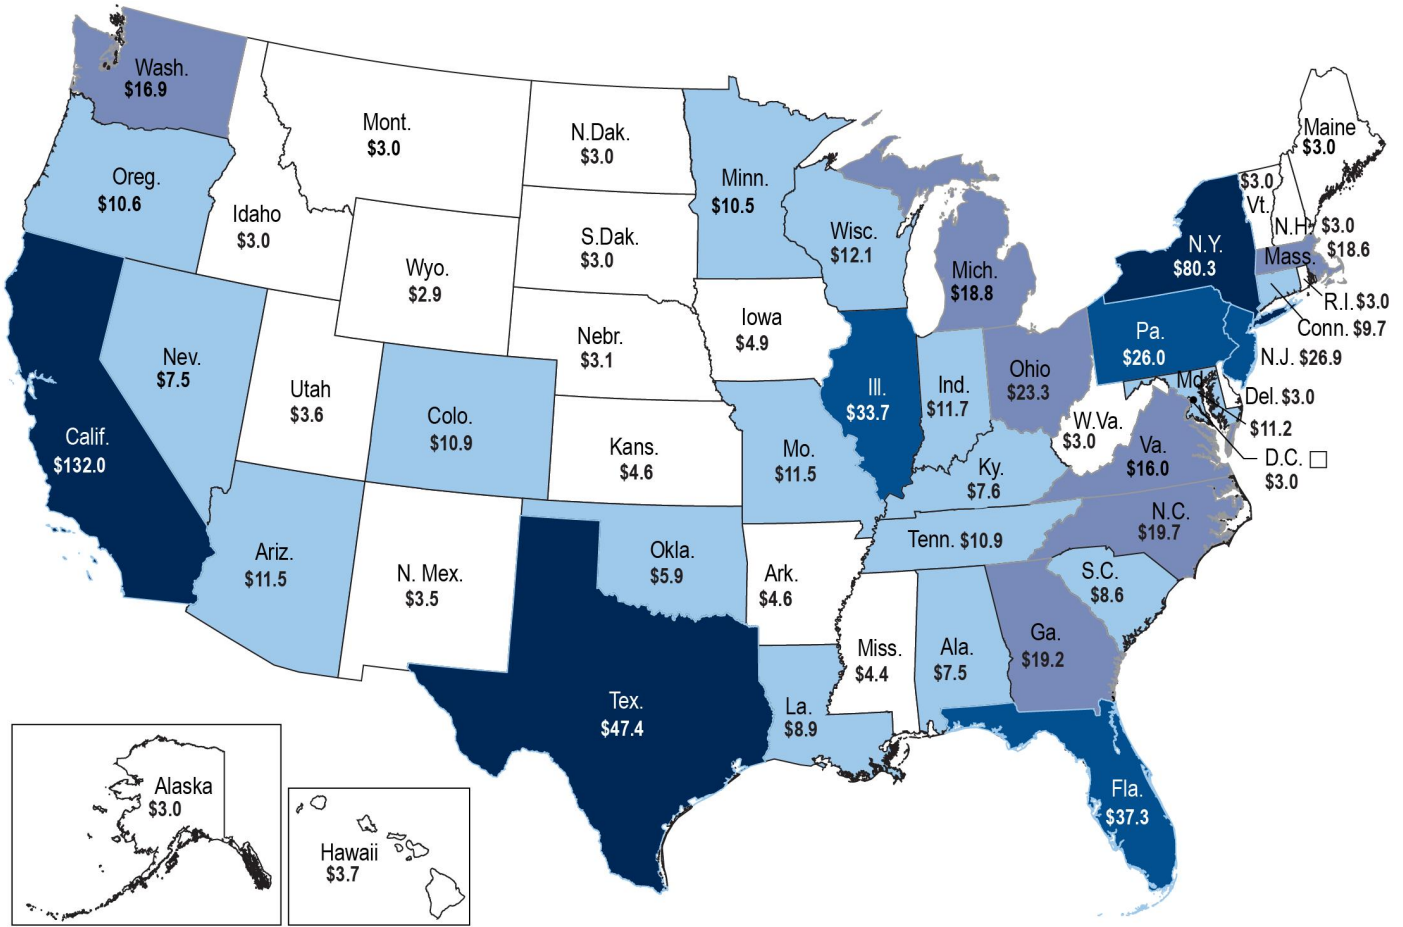 Wash.
$16.9
Oreg.
$10.6
Calif.
$132.0
Nev.
$7.5
Idaho
$3.0
Mont.
$3.0
Wyo.
$2.9
Utah
$3.6
Ariz.
$11.5
Colo.
$10.9
N. Mex.
$3.5
N.Dak.
$3.0
S.Dak.
$3.0
Nebr.
$3.1
Kans.
$4.6
Okla.
$5.9
Tex.
$47.4
Minn.
$10.5
Iowa
$4.9
Mo.
$11.5
Ark.
$4.6
La.
$8.9
Wisc.
$12.1
Ill.
$33.7
Mich.
$18.8
Ind.
$11.7
Ohio
$23.3
Ky.
$7.6
Tenn. $10.9
Miss.
$4.4
Ala.
$7.5
Ga.
$19.2
Fla.
$37.3
S.C.
$8.6
N.C.
$19.7
Va.
$16.0
W.Va.
$3.0
Pa.
$26.0
N.Y.
$80.3
$3.0
Vt.
N.H. $3.0
Maine
$3.0
$18.6
Mass.
R.I. $3.0
Conn. $9.7
N.J. $26.9
Md.
Del. $3.0
$11.2
D.C.
$3.0
Alaska
$3.0
Hawaii
$3.7